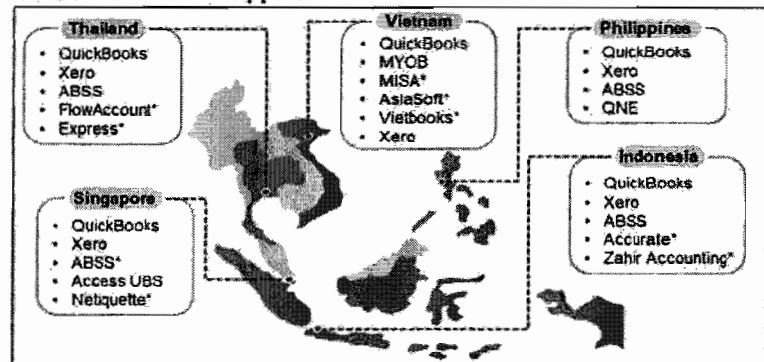 Thailand
• QuickBooks
• Xero
• ABSS
• FlowAccount*
• Express*
Vietnam
• QuickBooks
• MYOB
• MISA*
• AsiaSoft*
• Vietbooks*
• Xero
Philippines
• QuickBooks
• Xero
• ABSS
• QNE
Singapore
• QuickBooks
• Xero
• ABSS*
• Access UBS
• Netiquette*
Indonesia
• QuickBooks
• Xero
• ABSS
• Accurate*
• Zahir Accounting*